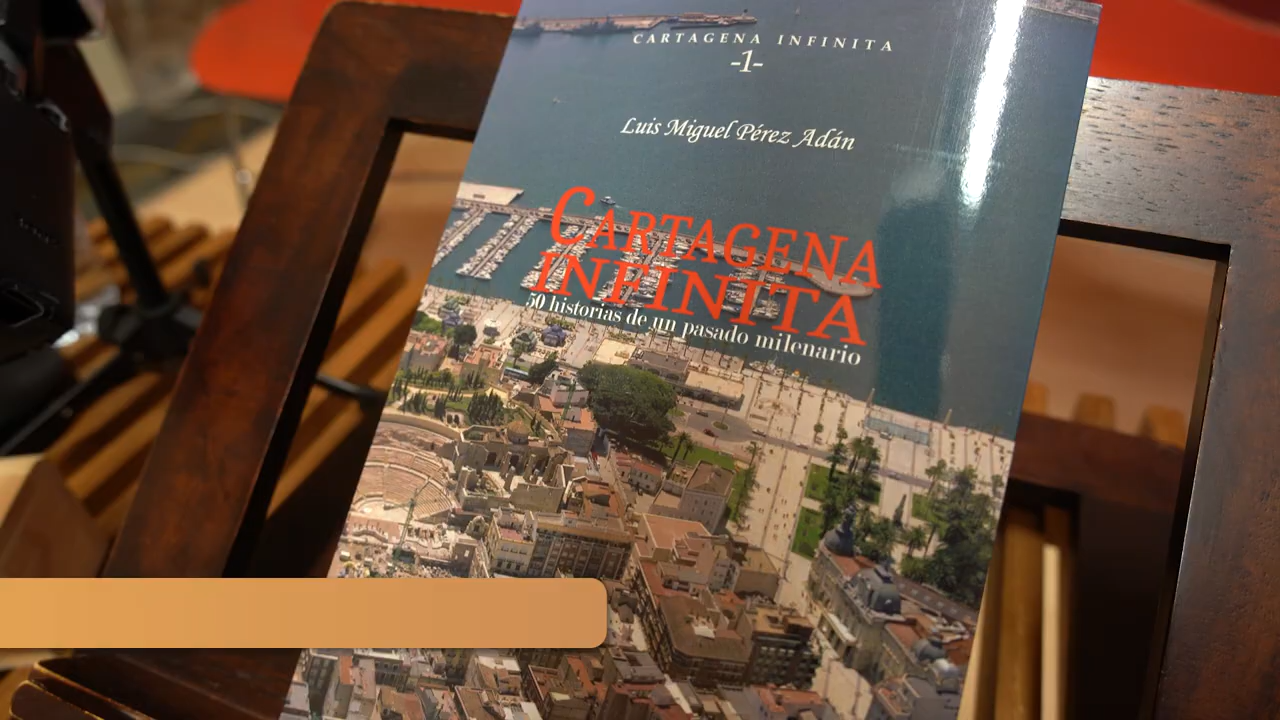 CARTAGENA INFINITA
-1-
Luis Miguel Pérez Adán
CARTAGENA
INFINITA
50 historias de un pasado milenario